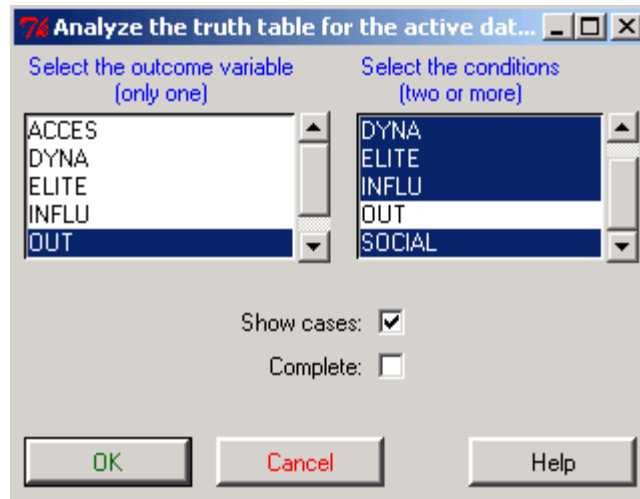 Analyze the truth table for the active dat...
Select the outcome variable
(only one)
Select the conditions
(two or more)
ACCES
DYNA
ELITE
INFLU
OUT
DYNA
ELITE
INFLU
OUT
SOCIAL
Show cases:
Complete:
OK
Cancel
Help